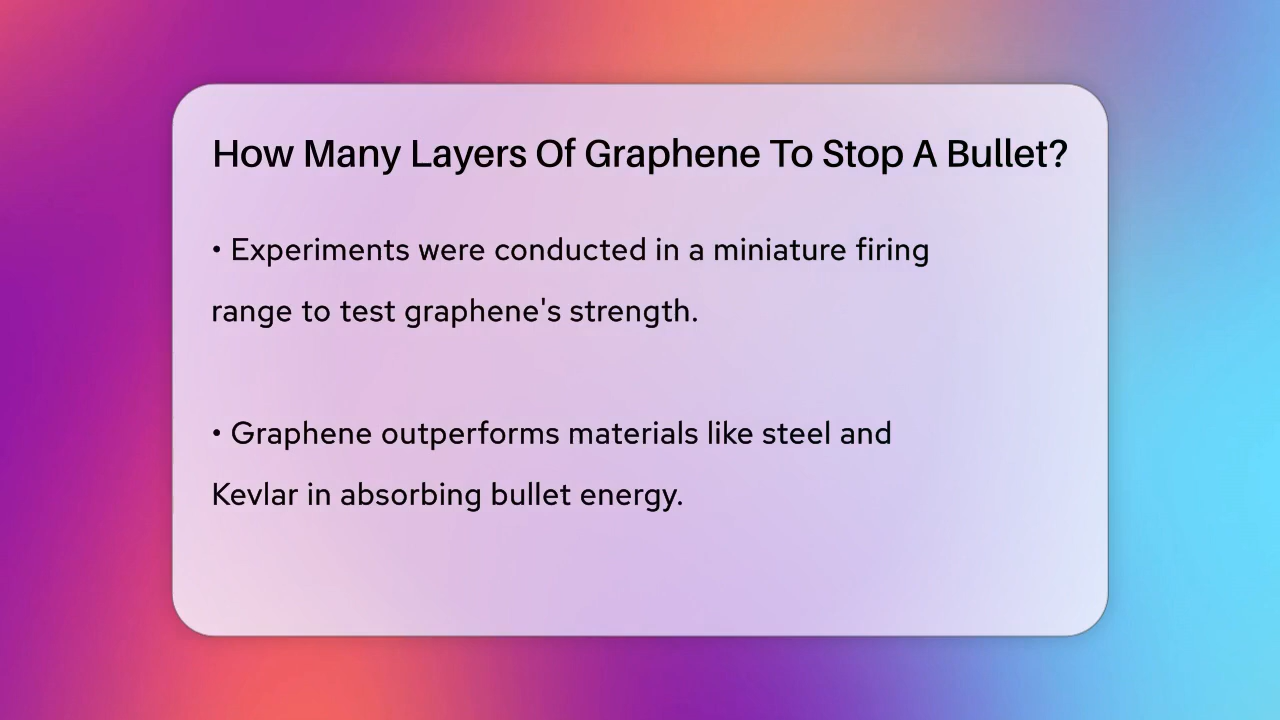 How Many Layers Of Graphene To Stop A Bullet?
• Experiments were conducted in a miniature firing
range to test graphene's strength.
• Graphene outperforms materials like steel and
Kevlar in absorbing bullet energy.